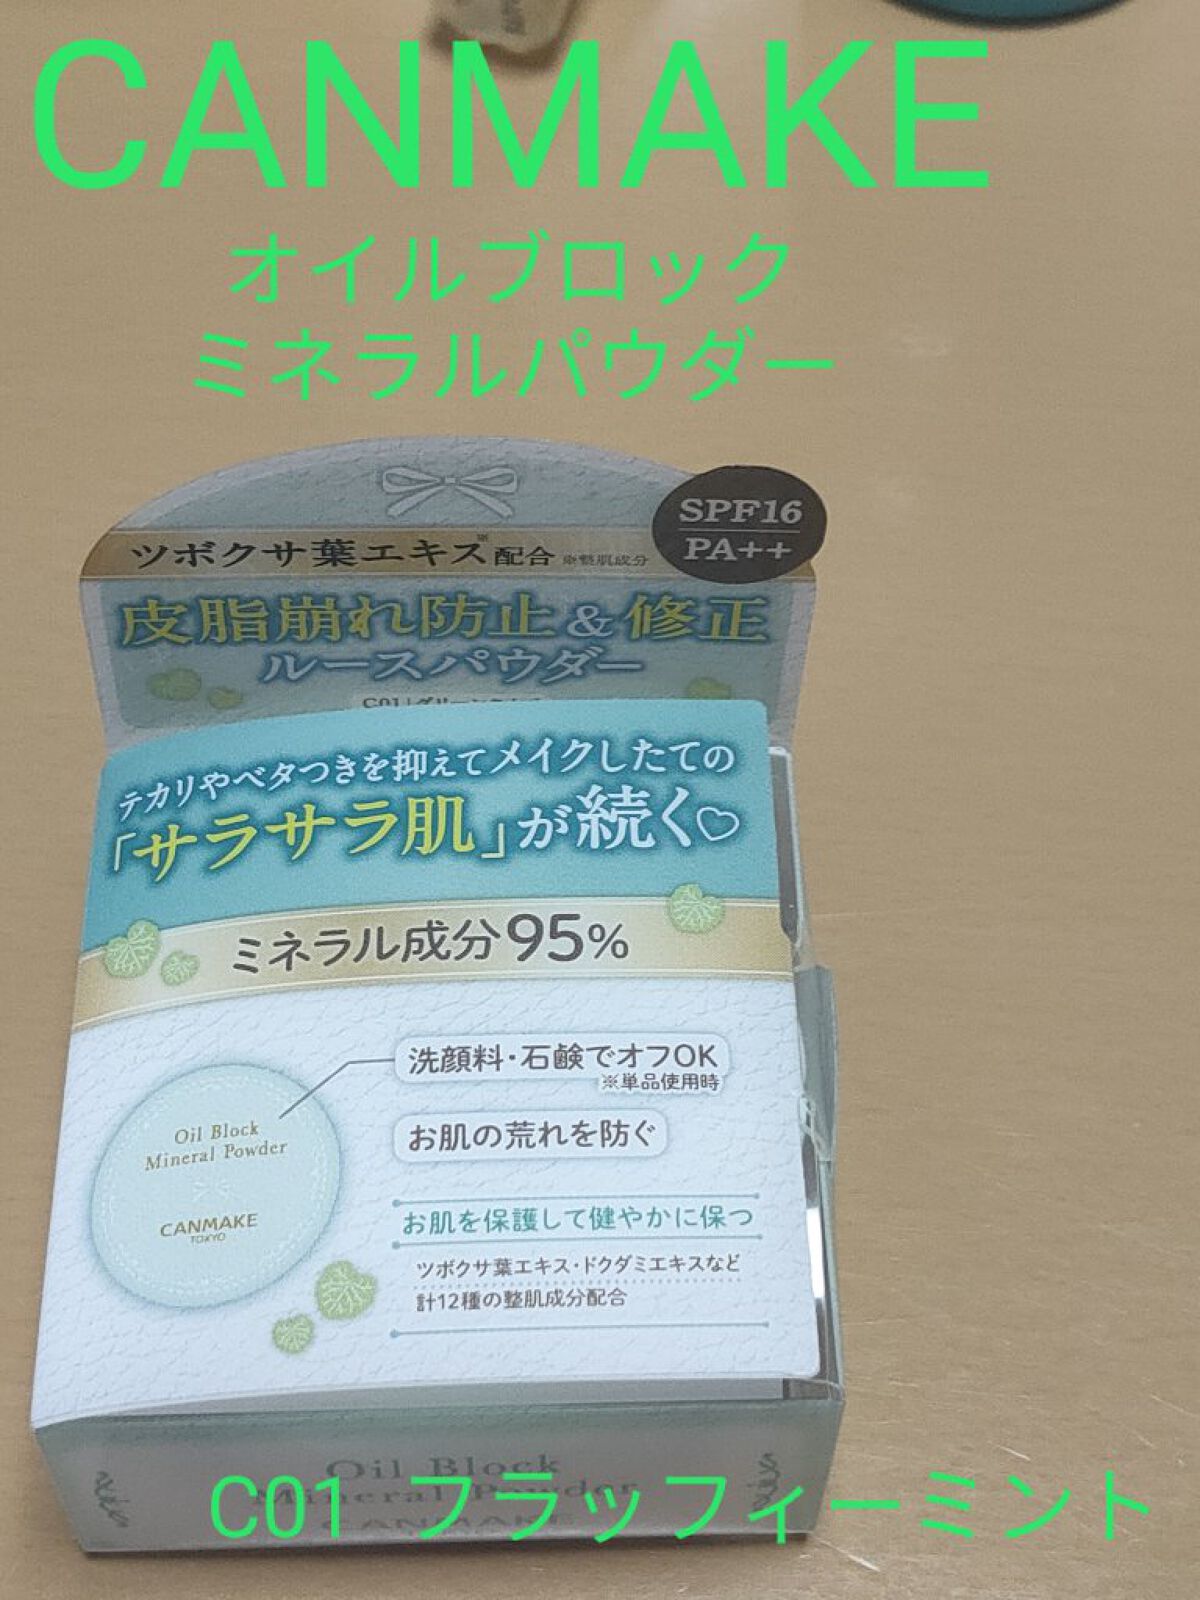 CANMAKE
オイルブロック
ミネラルパウダー
SPF16
PA++
ツボクサ葉エキス※配合 ※整肌成分
皮脂崩れ防止&修正
ルースパウダー
テカリやベタつきを抑えてメイクしたての
「サラサラ肌」が続く♡
ミネラル成分95%
洗顔料・石鹸でオフOK
※単品使用時
お肌の荒れを防ぐ
Oil Block
Mineral Powder
CANMAKE
TOKYO
お肌を保護して健やかに保つ
ツボクサ葉エキス・ドクダミエキスなど
計12種の整肌成分配合
Oil Block
Mineral Powder
CANMAKE
C01 フラッフィーミント